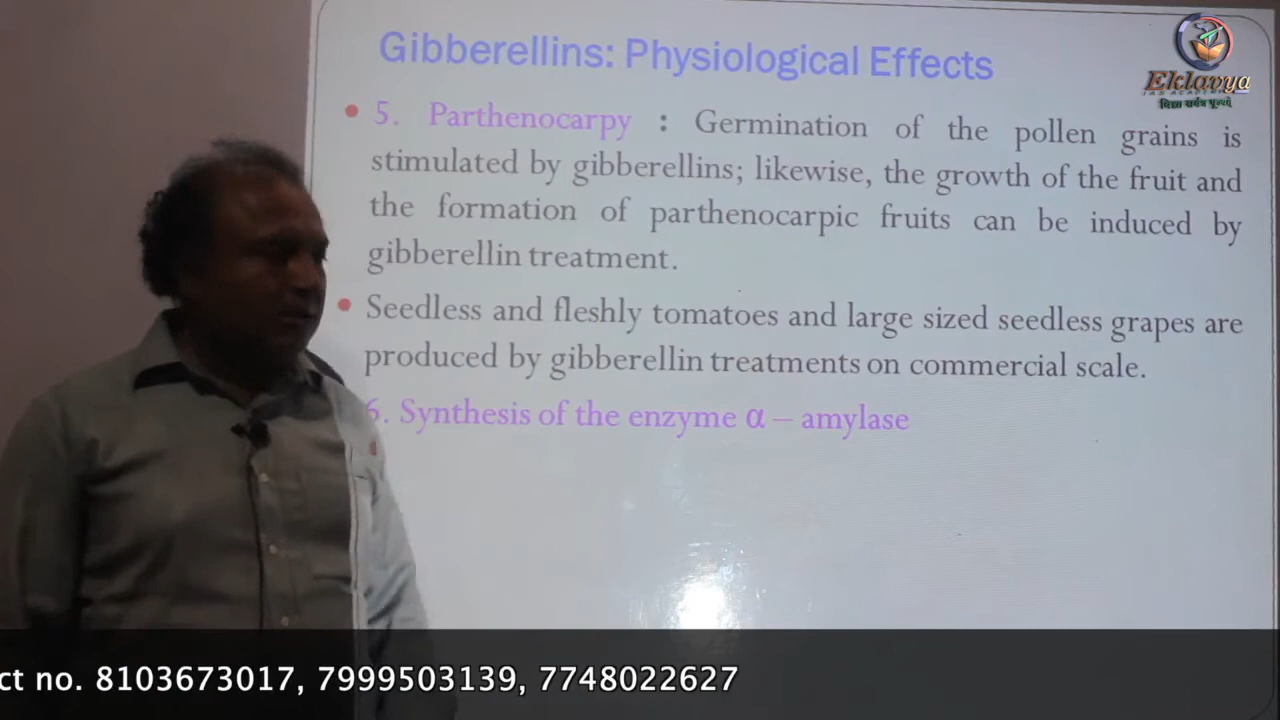 Gibberellins: Physiological Effects
Eklavya
• 5. Parthenocarpy : Germination of the pollen grains is
stimulated by gibberellins; likewise, the growth of the fruit and
the formation of parthenocarpic fruits can be induced by
gibberellin treatment.
• Seedless and fleshly tomatoes and large sized seedless grapes are
produced by gibberellin treatments on commercial scale.
6. Synthesis of the enzyme α – amylase
ct no. 8103673017, 7999503139, 7748022627